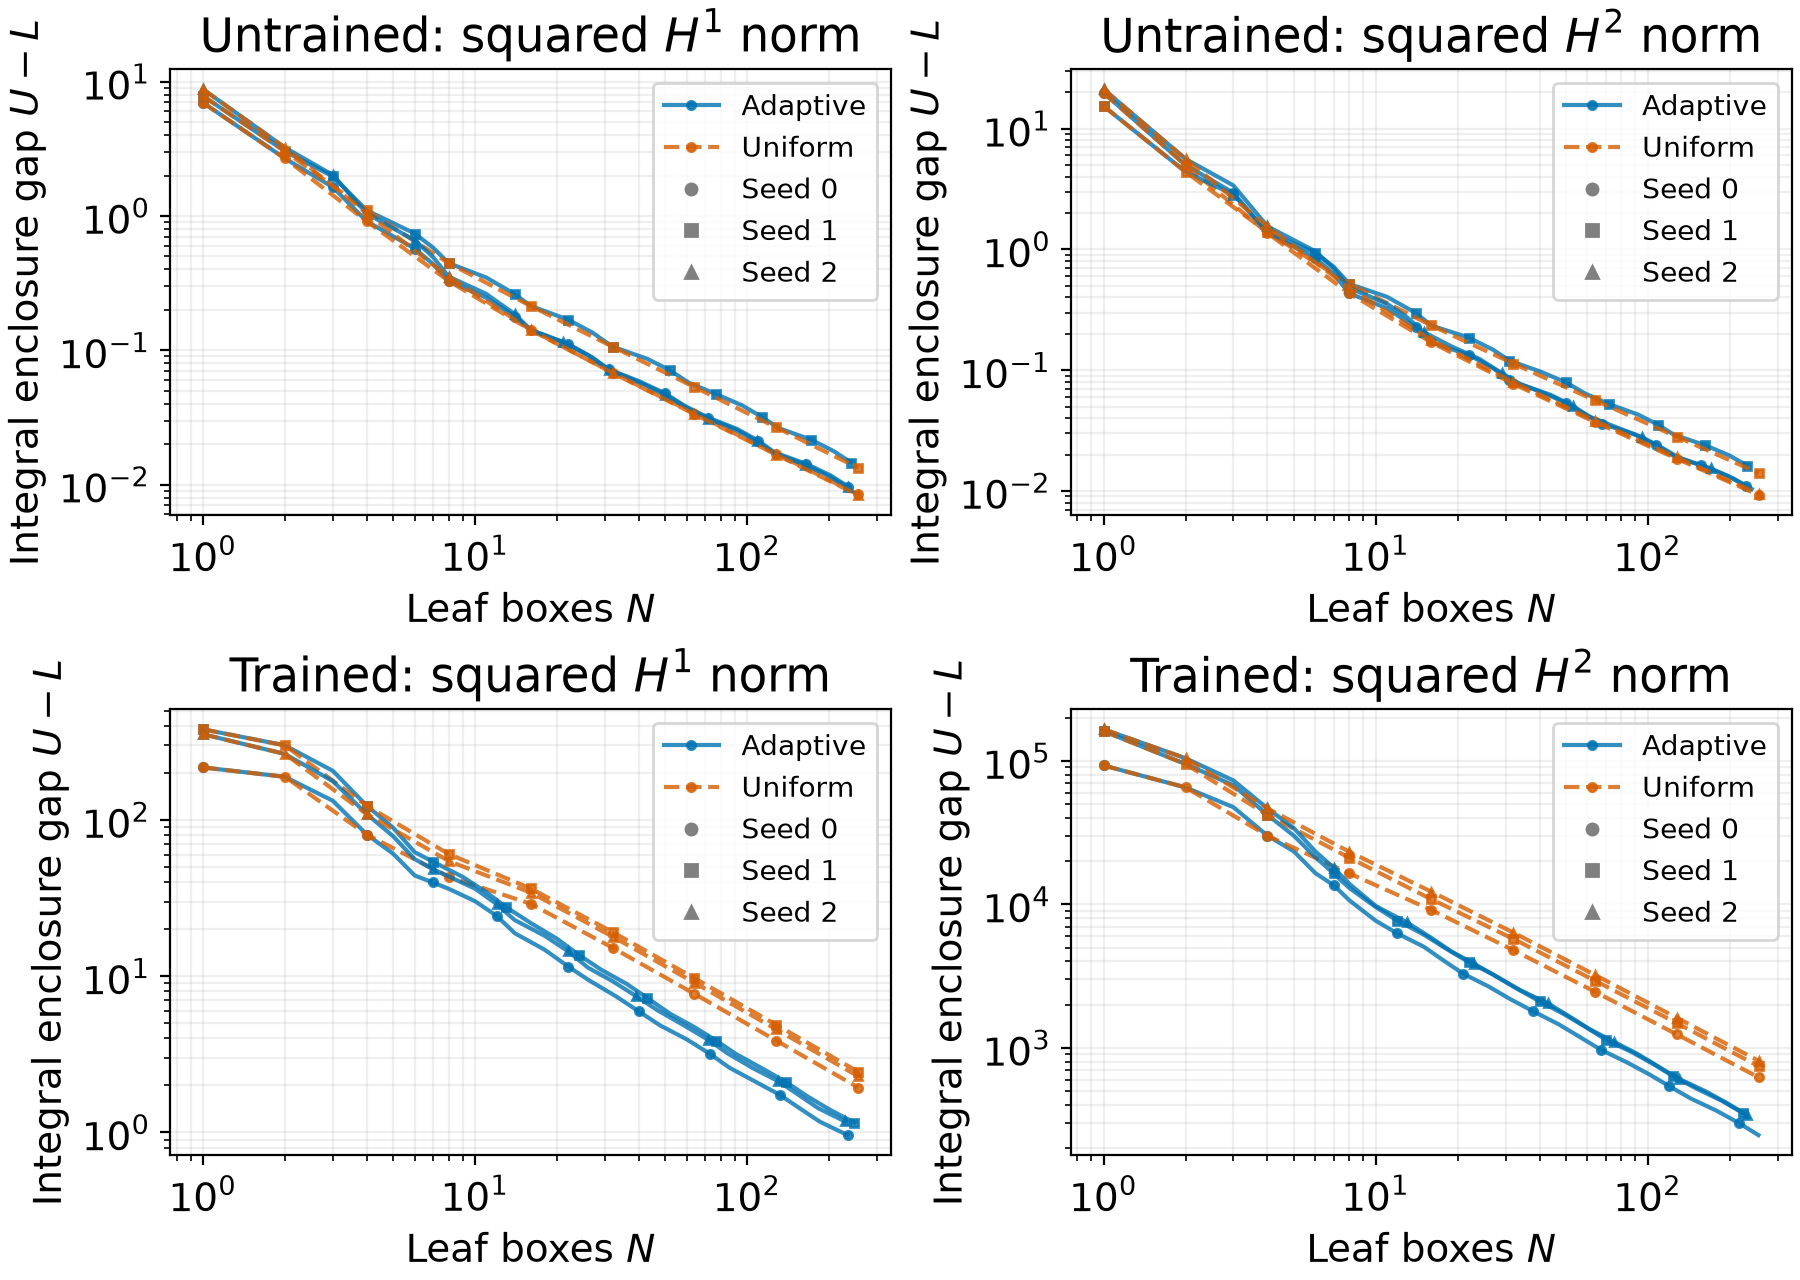 Untrained: squared H¹ norm
Integral enclosure gap U − L
10¹
10⁰
10⁻¹
10⁻²
Adaptive
Uniform
Seed 0
Seed 1
Seed 2
10⁰ 10¹ 10²
Leaf boxes N
Untrained: squared H² norm
Integral enclosure gap U − L
10¹
10⁰
10⁻¹
10⁻²
Adaptive
Uniform
Seed 0
Seed 1
Seed 2
10⁰ 10¹ 10²
Leaf boxes N
Trained: squared H¹ norm
Integral enclosure gap U − L
10²
10¹
10⁰
Adaptive
Uniform
Seed 0
Seed 1
Seed 2
10⁰ 10¹ 10²
Leaf boxes N
Trained: squared H² norm
Integral enclosure gap U − L
10⁵
10⁴
10³
Adaptive
Uniform
Seed 0
Seed 1
Seed 2
10⁰ 10¹ 10²
Leaf boxes N